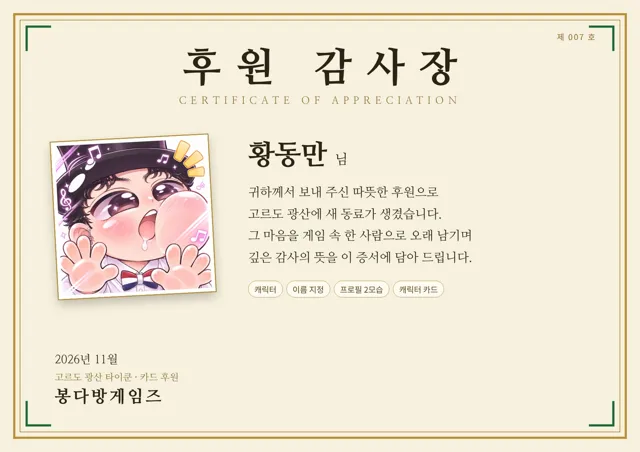 제 007 호
후원 감사장
CERTIFICATE OF APPRECIATION
황동만 님
귀하께서 보내 주신 따뜻한 후원으로
고르도 광산에 새 동료가 생겼습니다.
그 마음을 게임 속 한 사람으로 오래 남기며
깊은 감사의 뜻을 이 증서에 담아 드립니다.
캐릭터 이름 지정 프로필 2모습 캐릭터 카드
2026년 11월
고르도 광산 타이쿤 · 카드 후원
봉다방게임즈